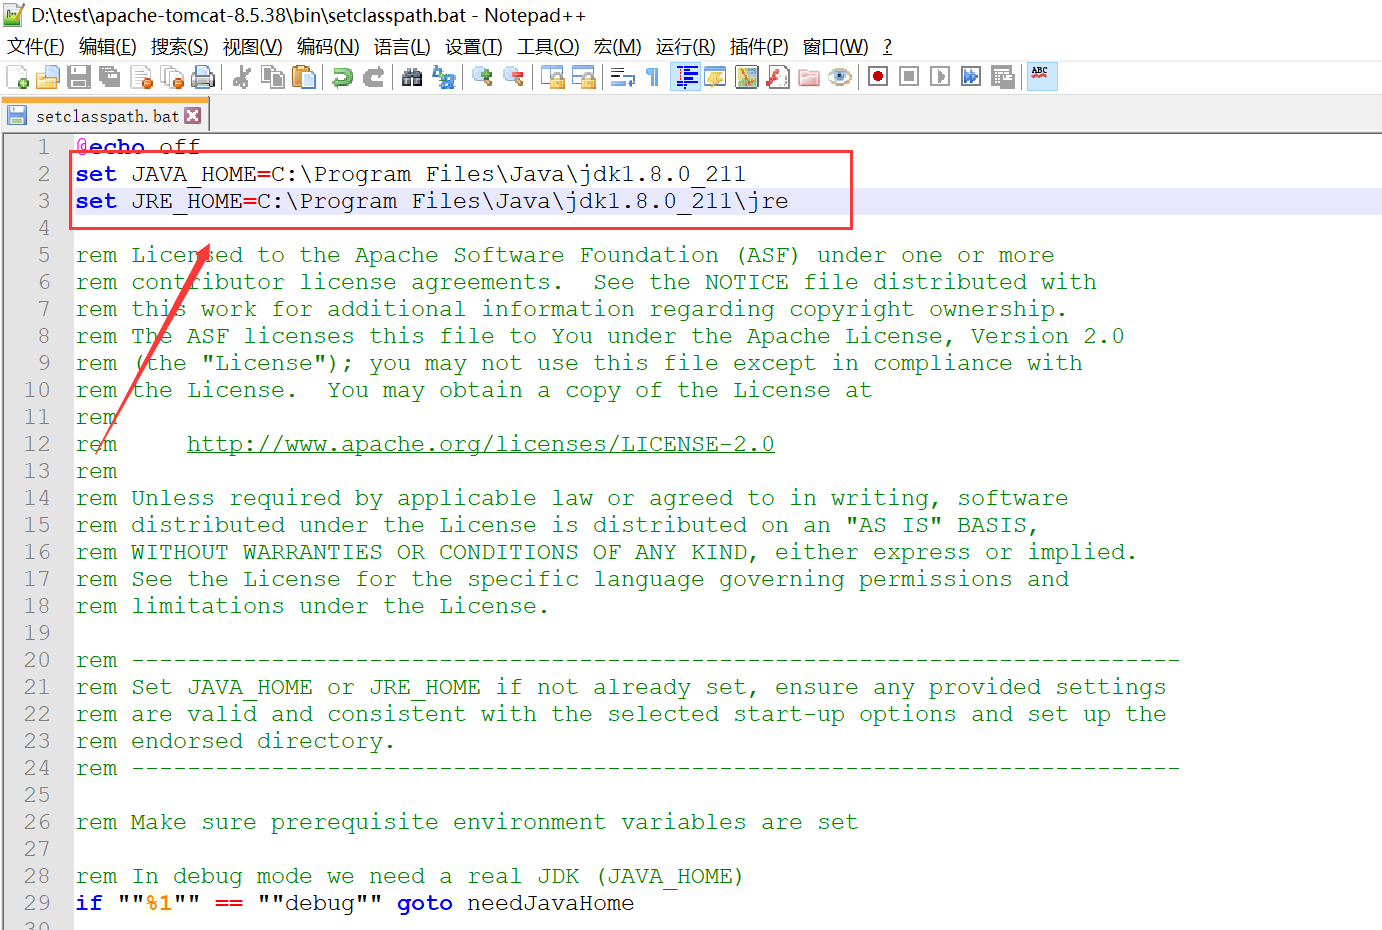 D:\test\apache-tomcat-8.5.38\bin\setclasspath.bat - Notepad++
文件(F) 编辑(E) 搜索(S) 视图(V) 编码(N) 语言(L) 设置(T) 工具(O) 宏(M) 运行(R) 插件(P) 窗口(W) ?
ABC
setclasspath.bat
1 @echo off
2 set JAVA_HOME=C:\Program Files\Java\jdk1.8.0_211
3 set JRE_HOME=C:\Program Files\Java\jdk1.8.0_211\jre
4
5 rem Licensed to the Apache Software Foundation (ASF) under one or more
6 rem contributor license agreements.  See the NOTICE file distributed with
7 rem this work for additional information regarding copyright ownership.
8 rem The ASF licenses this file to You under the Apache License, Version 2.0
9 rem (the "License"); you may not use this file except in compliance with
10 rem the License.  You may obtain a copy of the License at
11 rem
12 rem     http://www.apache.org/licenses/LICENSE-2.0
13 rem
14 rem Unless required by applicable law or agreed to in writing, software
15 rem distributed under the License is distributed on an "AS IS" BASIS,
16 rem WITHOUT WARRANTIES OR CONDITIONS OF ANY KIND, either express or implied.
17 rem See the License for the specific language governing permissions and
18 rem limitations under the License.
19
20 rem ---------------------------------------------------------------------------
21 rem Set JAVA_HOME or JRE_HOME if not already set, ensure any provided settings
22 rem are valid and consistent with the selected start-up options and set up the
23 rem endorsed directory.
24 rem ---------------------------------------------------------------------------
25
26 rem Make sure prerequisite environment variables are set
27
28 rem In debug mode we need a real JDK (JAVA_HOME)
29 if ""%1"" == ""debug"" goto needJavaHome
30